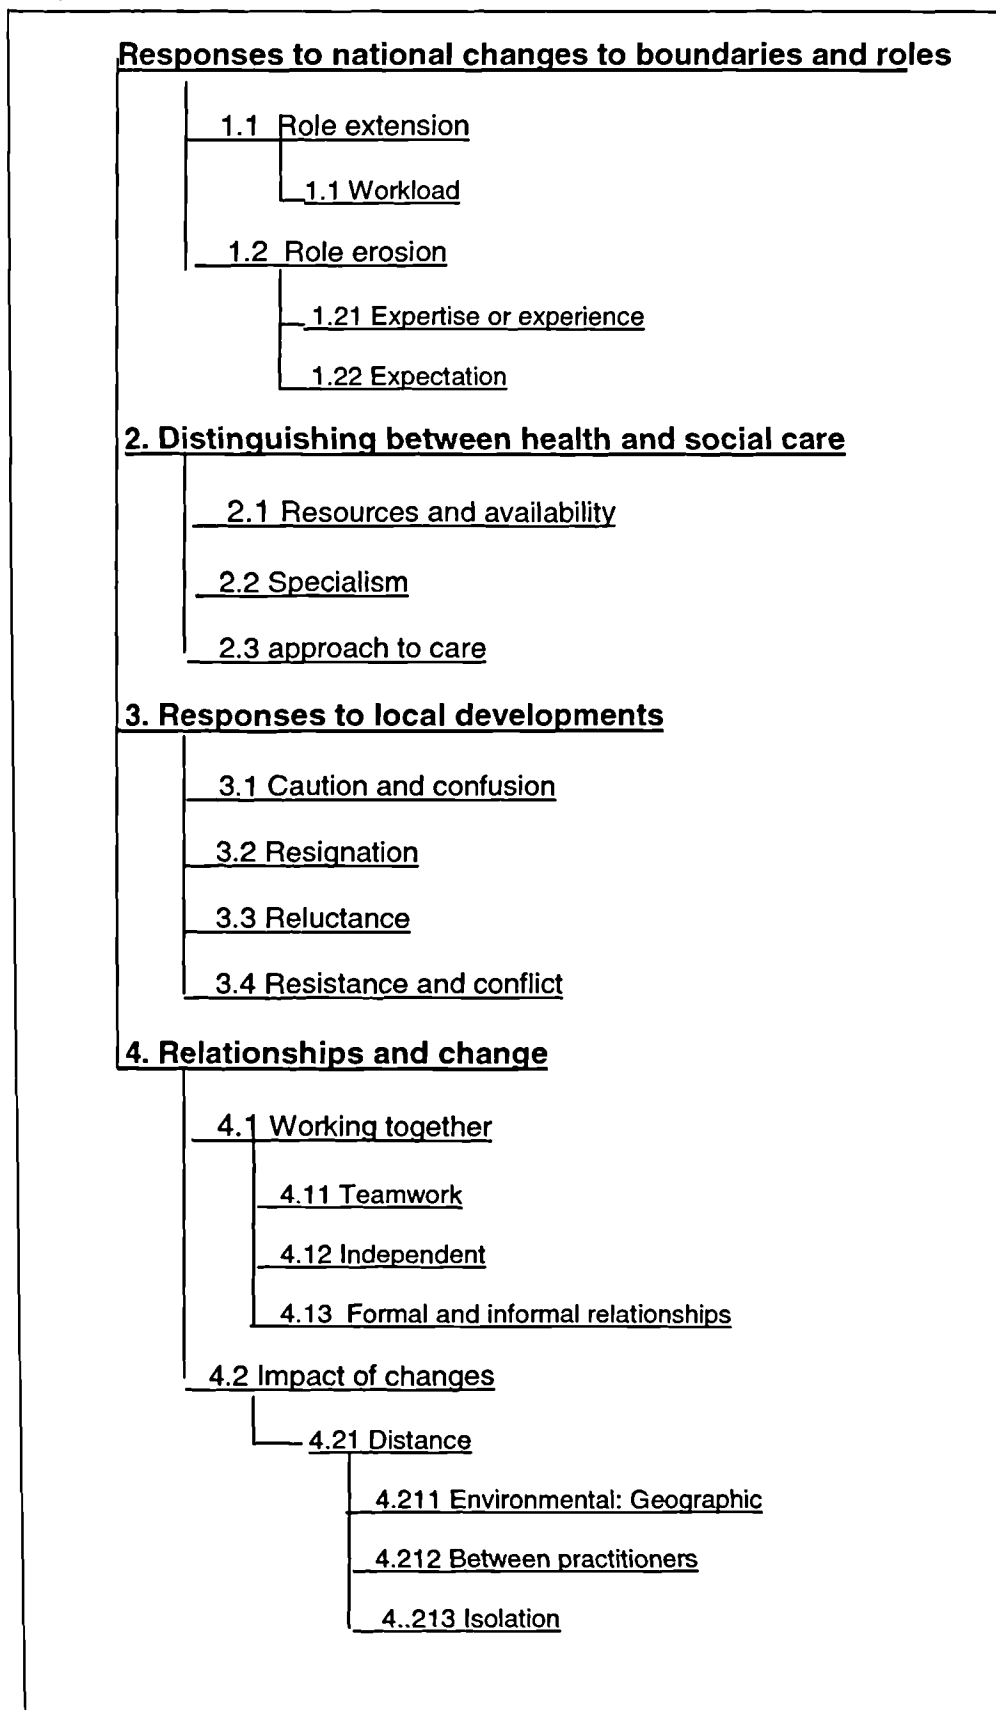 Responses to national changes to boundaries and roles
1.1 Role extension
1.1 Workload
1.2 Role erosion
1.21 Expertise or experience
1.22 Expectation
2. Distinguishing between health and social care
2.1 Resources and availability
2.2 Specialism
2.3 approach to care
3. Responses to local developments
3.1 Caution and confusion
3.2 Resignation
3.3 Reluctance
3.4 Resistance and conflict
4. Relationships and change
4.1 Working together
4.11 Teamwork
4.12 Independent
4.13 Formal and informal relationships
4.2 Impact of changes
4.21 Distance
4.211 Environmental: Geographic
4.212 Between practitioners
4..213 Isolation